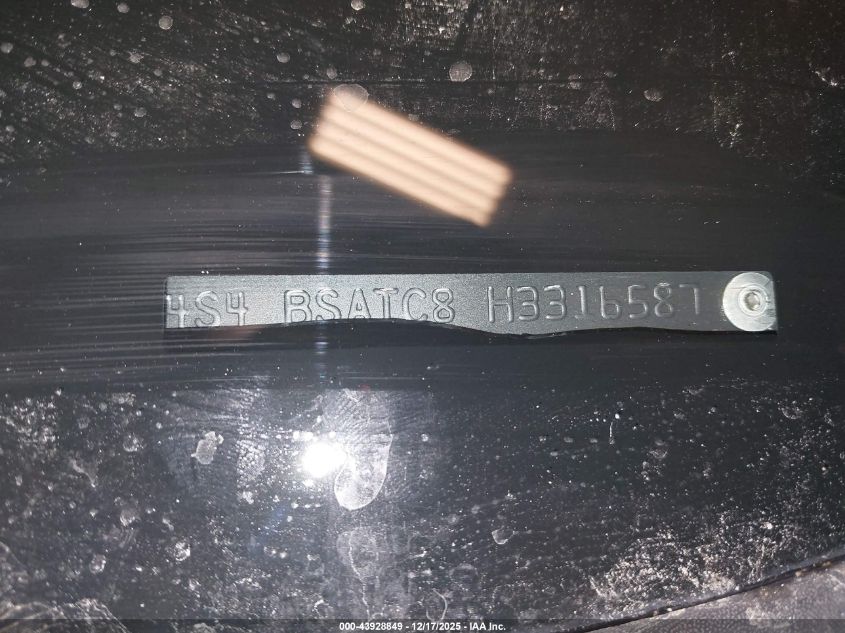 4S4 BSATC8 H3316587
000-43928849 - 12/17/2025 - IAA Inc.